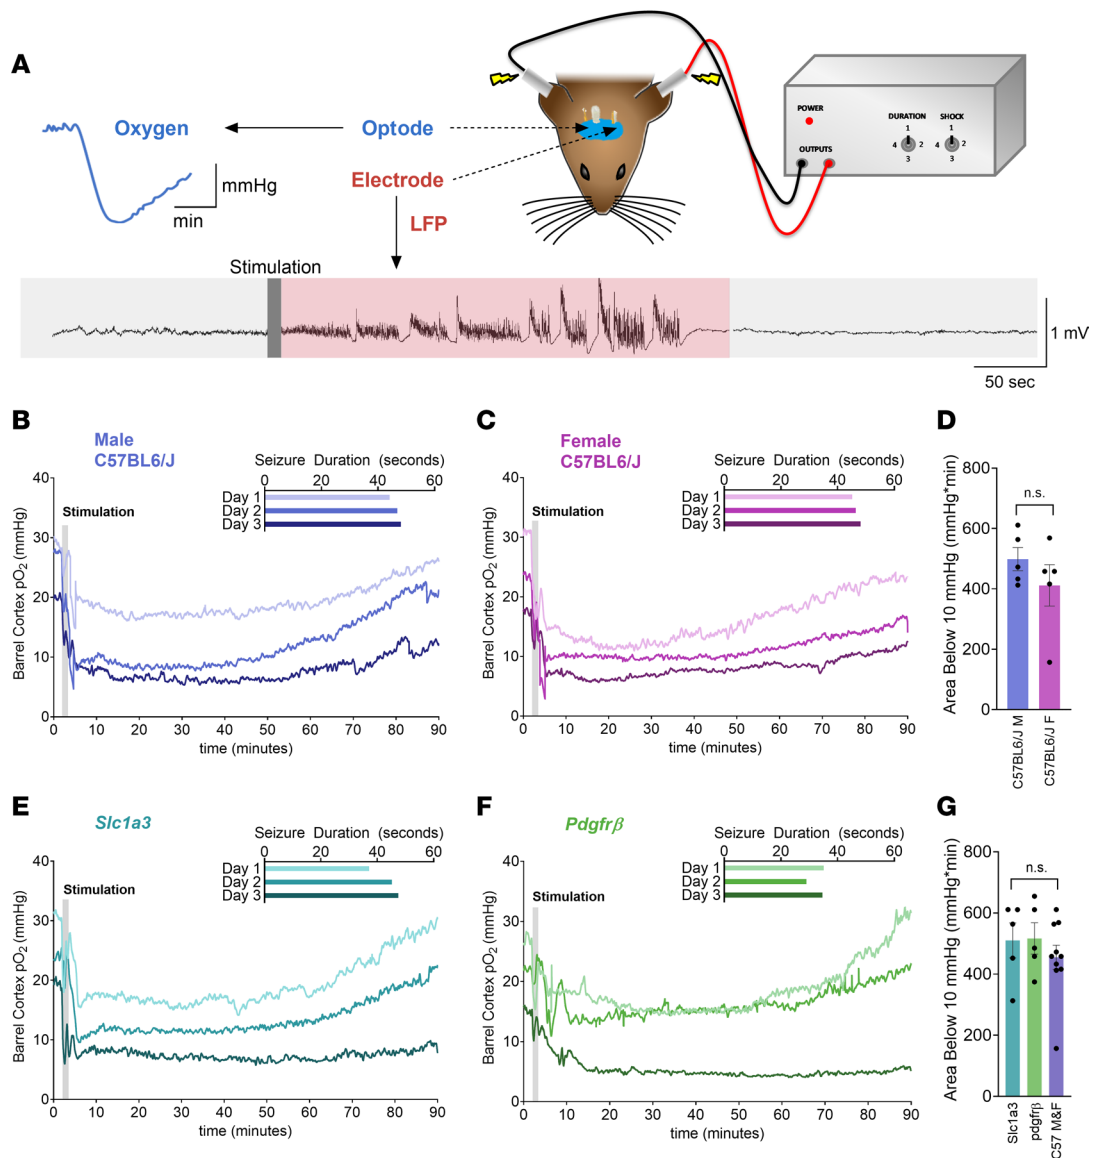 A
Oxygen
Optode
Electrode
LFP
mmHg
min
POWER
OUTPUTS
DURATION
SHOCK
1
4 2
3
1
4 2
3
Stimulation
1 mV
50 sec
B
Male
C57BL6/J
Seizure Duration (seconds)
0 20 40 60
Day 1
Day 2
Day 3
Stimulation
Barrel Cortex pO2 (mmHg)
40
30
20
10
0
0 10 20 30 40 50 60 70 80 90
time (minutes)
C
Female
C57BL6/J
Seizure Duration (seconds)
0 20 40 60
Day 1
Day 2
Day 3
Stimulation
Barrel Cortex pO2 (mmHg)
40
30
20
10
0
0 10 20 30 40 50 60 70 80 90
time (minutes)
D
Area Below 10 mmHg (mmHg*min)
800
600
400
200
0
n.s.
C57BL6/J M
C57BL6/J F
E
Slc1a3
Seizure Duration (seconds)
0 20 40 60
Day 1
Day 2
Day 3
Stimulation
Barrel Cortex pO2 (mmHg)
40
30
20
10
0
0 10 20 30 40 50 60 70 80 90
time (minutes)
F
Pdgfrβ
Seizure Duration (seconds)
0 20 40 60
Day 1
Day 2
Day 3
Stimulation
Barrel Cortex pO2 (mmHg)
40
30
20
10
0
0 10 20 30 40 50 60 70 80 90
time (minutes)
G
Area Below 10 mmHg (mmHg*min)
800
600
400
200
0
n.s.
Slc1a3
pdgfrβ
C57 M&F